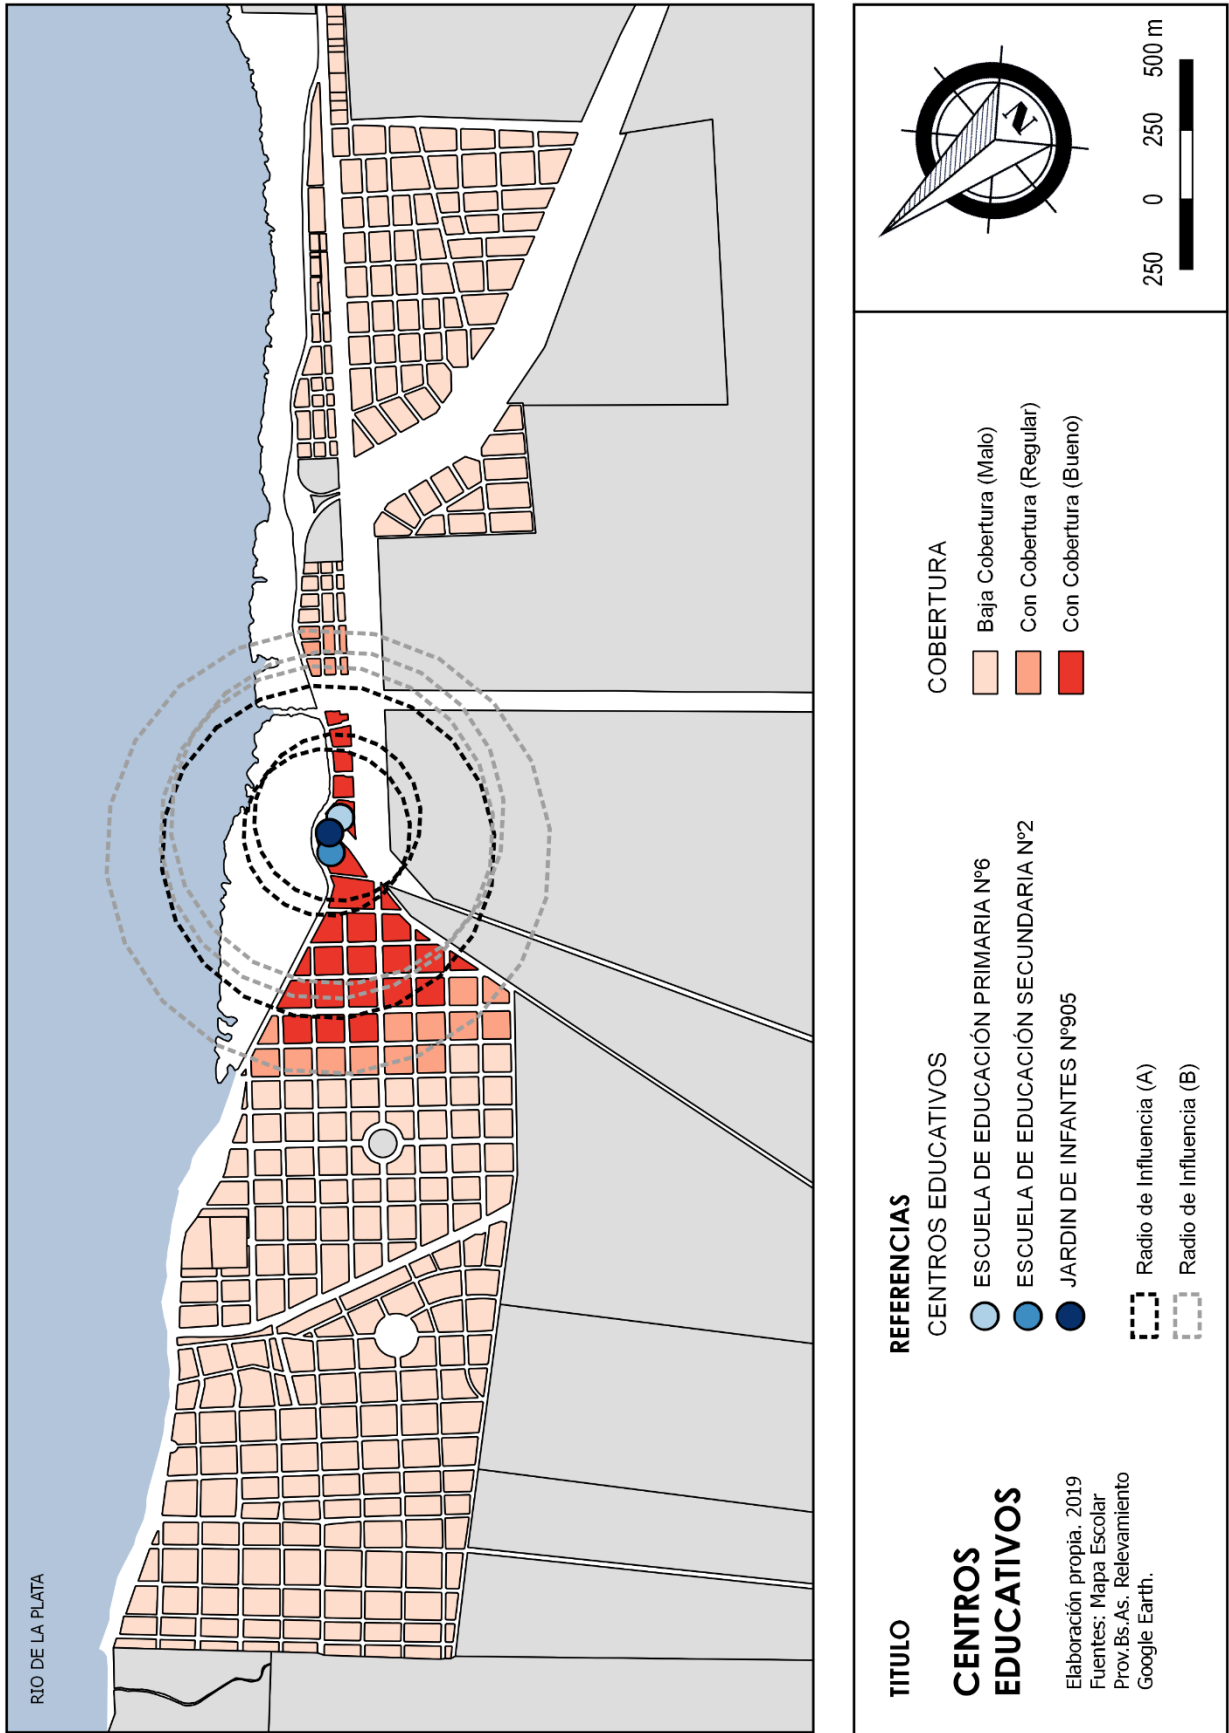 RIO DE LA PLATA
TITULO
CENTROS
EDUCATIVOS
Elaboración propia. 2019
Fuentes: Mapa Escolar
Prov.Bs.As. Relevamiento
Google Earth.
REFERENCIAS
CENTROS EDUCATIVOS
ESCUELA DE EDUCACIÓN PRIMARIA Nº6
ESCUELA DE EDUCACIÓN SECUNDARIA Nº2
JARDIN DE INFANTES Nº905
Radio de Influencia (A)
Radio de Influencia (B)
COBERTURA
Baja Cobertura (Malo)
Con Cobertura (Regular)
Con Cobertura (Bueno)
N
250 0 250 500 m